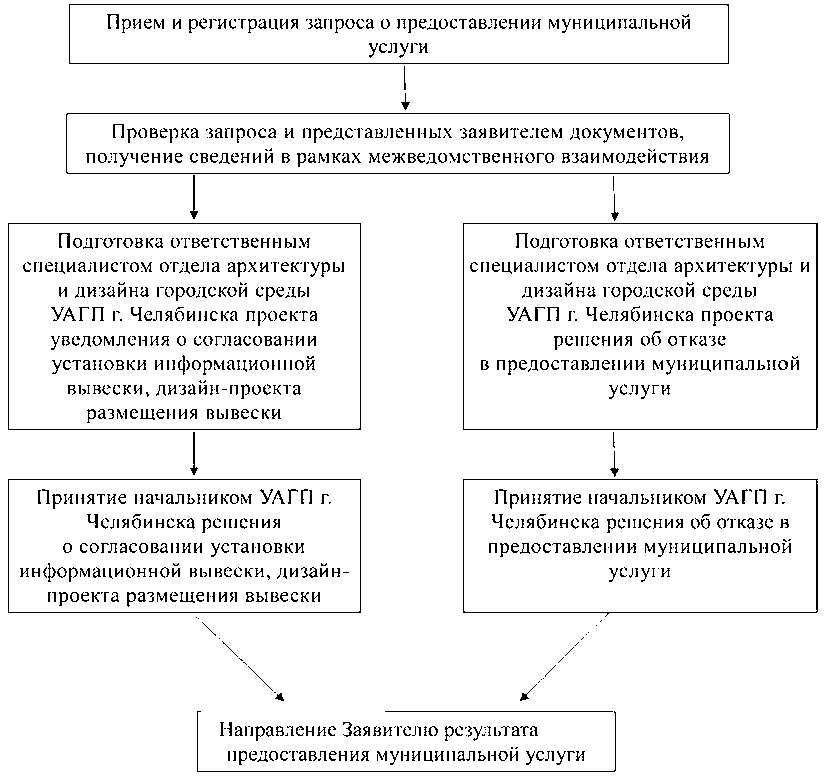 Прием и регистрация запроса о предоставлении муниципальной
услуги
Проверка запроса и представленных заявителем документов,
получение сведений в рамках межведомственного взаимодействия
Подготовка ответственным
специалистом отдела архитектуры
и дизайна городской среды
УАГП г. Челябинска проекта
уведомления о согласовании
установки информационной
вывески, дизайн-проекта
размещения вывески
Подготовка ответственным
специалистом отдела архитектуры и
дизайна городской среды
УАГП г. Челябинска проекта
решения об отказе
в предоставлении муниципальной
услуги
Принятие начальником УАГП г.
Челябинска решения
о согласовании установки
информационной вывески, дизайн-
проекта размещения вывески
Принятие начальником УАГП г.
Челябинска решения об отказе в
предоставлении муниципальной
услуги
Направление Заявителю результата
предоставления муниципальной услуги